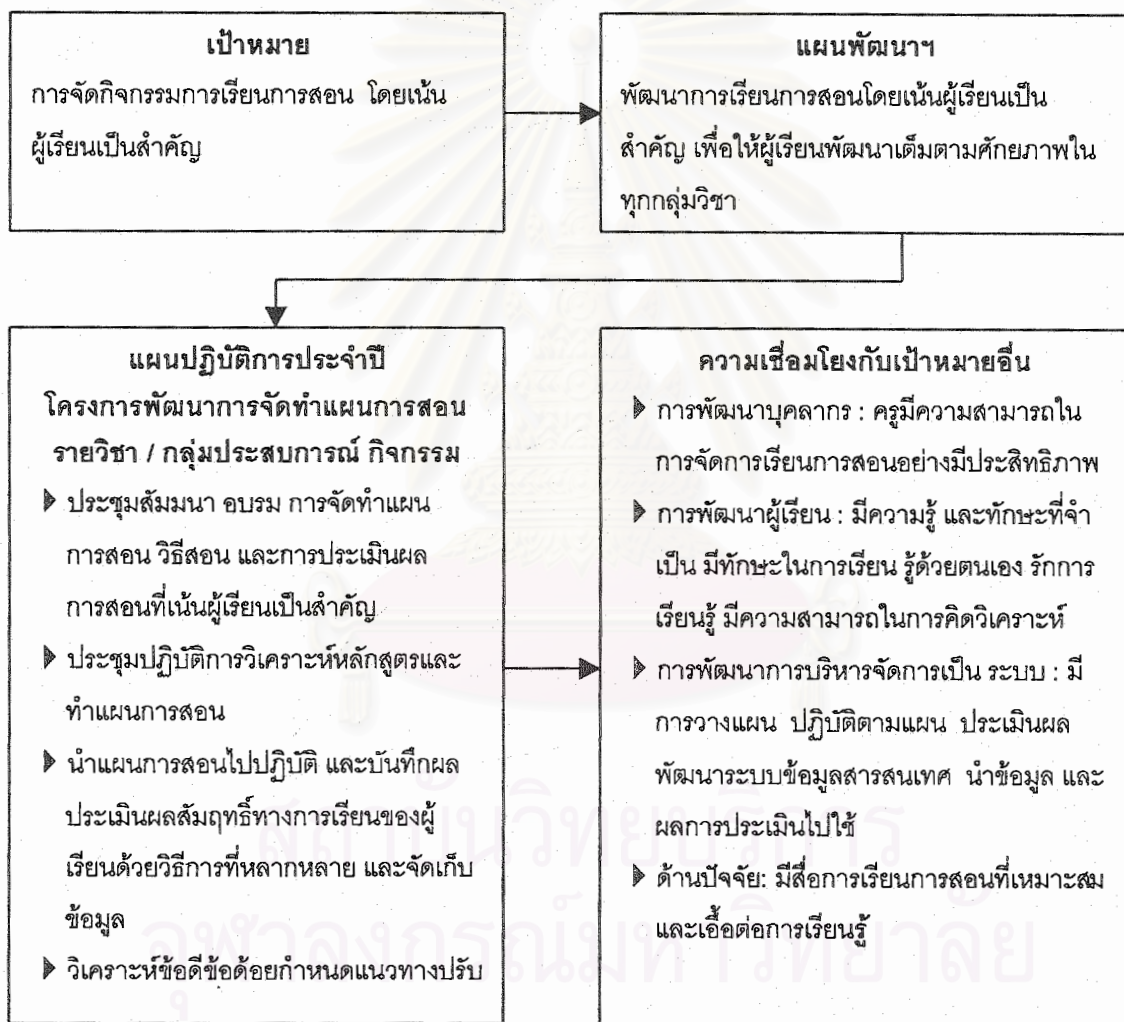 เป้าหมาย
การจัดกิจกรรมการเรียนการสอน โดยเน้น
ผู้เรียนเป็นสำคัญ
แผนพัฒนาฯ
พัฒนาการเรียนการสอนโดยเน้นผู้เรียนเป็น
สำคัญ เพื่อให้ผู้เรียนพัฒนาเต็มตามศักยภาพใน
ทุกกลุ่มวิชา
แผนปฏิบัติการประจำปี
โครงการพัฒนาการจัดทำแผนการสอน
รายวิชา / กลุ่มประสบการณ์ กิจกรรม
ประชุมสัมมนา อบรม การจัดทำแผน
การสอน วิธีสอน และการประเมินผล
การสอนที่เน้นผู้เรียนเป็นสำคัญ
ประชุมปฏิบัติการวิเคราะห์หลักสูตรและ
ทำแผนการสอน
นำแผนการสอนไปปฏิบัติ และบันทึกผล
ประเมินผลสัมฤทธิ์ทางการเรียนของผู้
เรียนด้วยวิธีการที่หลากหลาย และจัดเก็บ
ข้อมูล
วิเคราะห์ข้อดีข้อด้อยกำหนดแนวทางปรับ
ความเชื่อมโยงกับเป้าหมายอื่น
การพัฒนาบุคลากร : ครูมีความสามารถใน
การจัดการเรียนการสอนอย่างมีประสิทธิภาพ
การพัฒนาผู้เรียน : มีความรู้ และทักษะที่จำ
เป็น มีทักษะในการเรียน รู้ด้วยตนเอง รักการ
เรียนรู้ มีความสามารถในการคิดวิเคราะห์
การพัฒนาการบริหารจัดการเป็น ระบบ : มี
การวางแผน ปฏิบัติตามแผน ประเมินผล
พัฒนาระบบข้อมูลสารสนเทศ นำข้อมูล และ
ผลการประเมินไปใช้
ด้านปัจจัย: มีสื่อการเรียนการสอนที่เหมาะสม
และเอื้อต่อการเรียนรู้
สถาบันวิทยบริการ
จุฬาลงกรณ์มหาวิทยาลัย